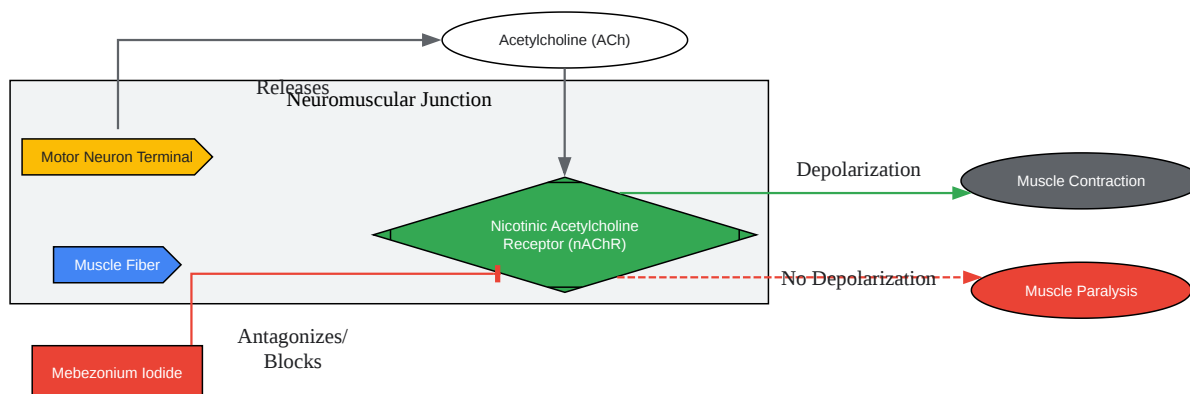 Acetylcholine (ACh)
Releases
Neuromuscular Junction
Motor Neuron Terminal
Depolarization
Muscle Contraction
Nicotinic Acetylcholine
Receptor (nAChR)
Muscle Fiber
No Depolarization
Muscle Paralysis
Antagonizes/
Blocks
Mebezonium Iodide